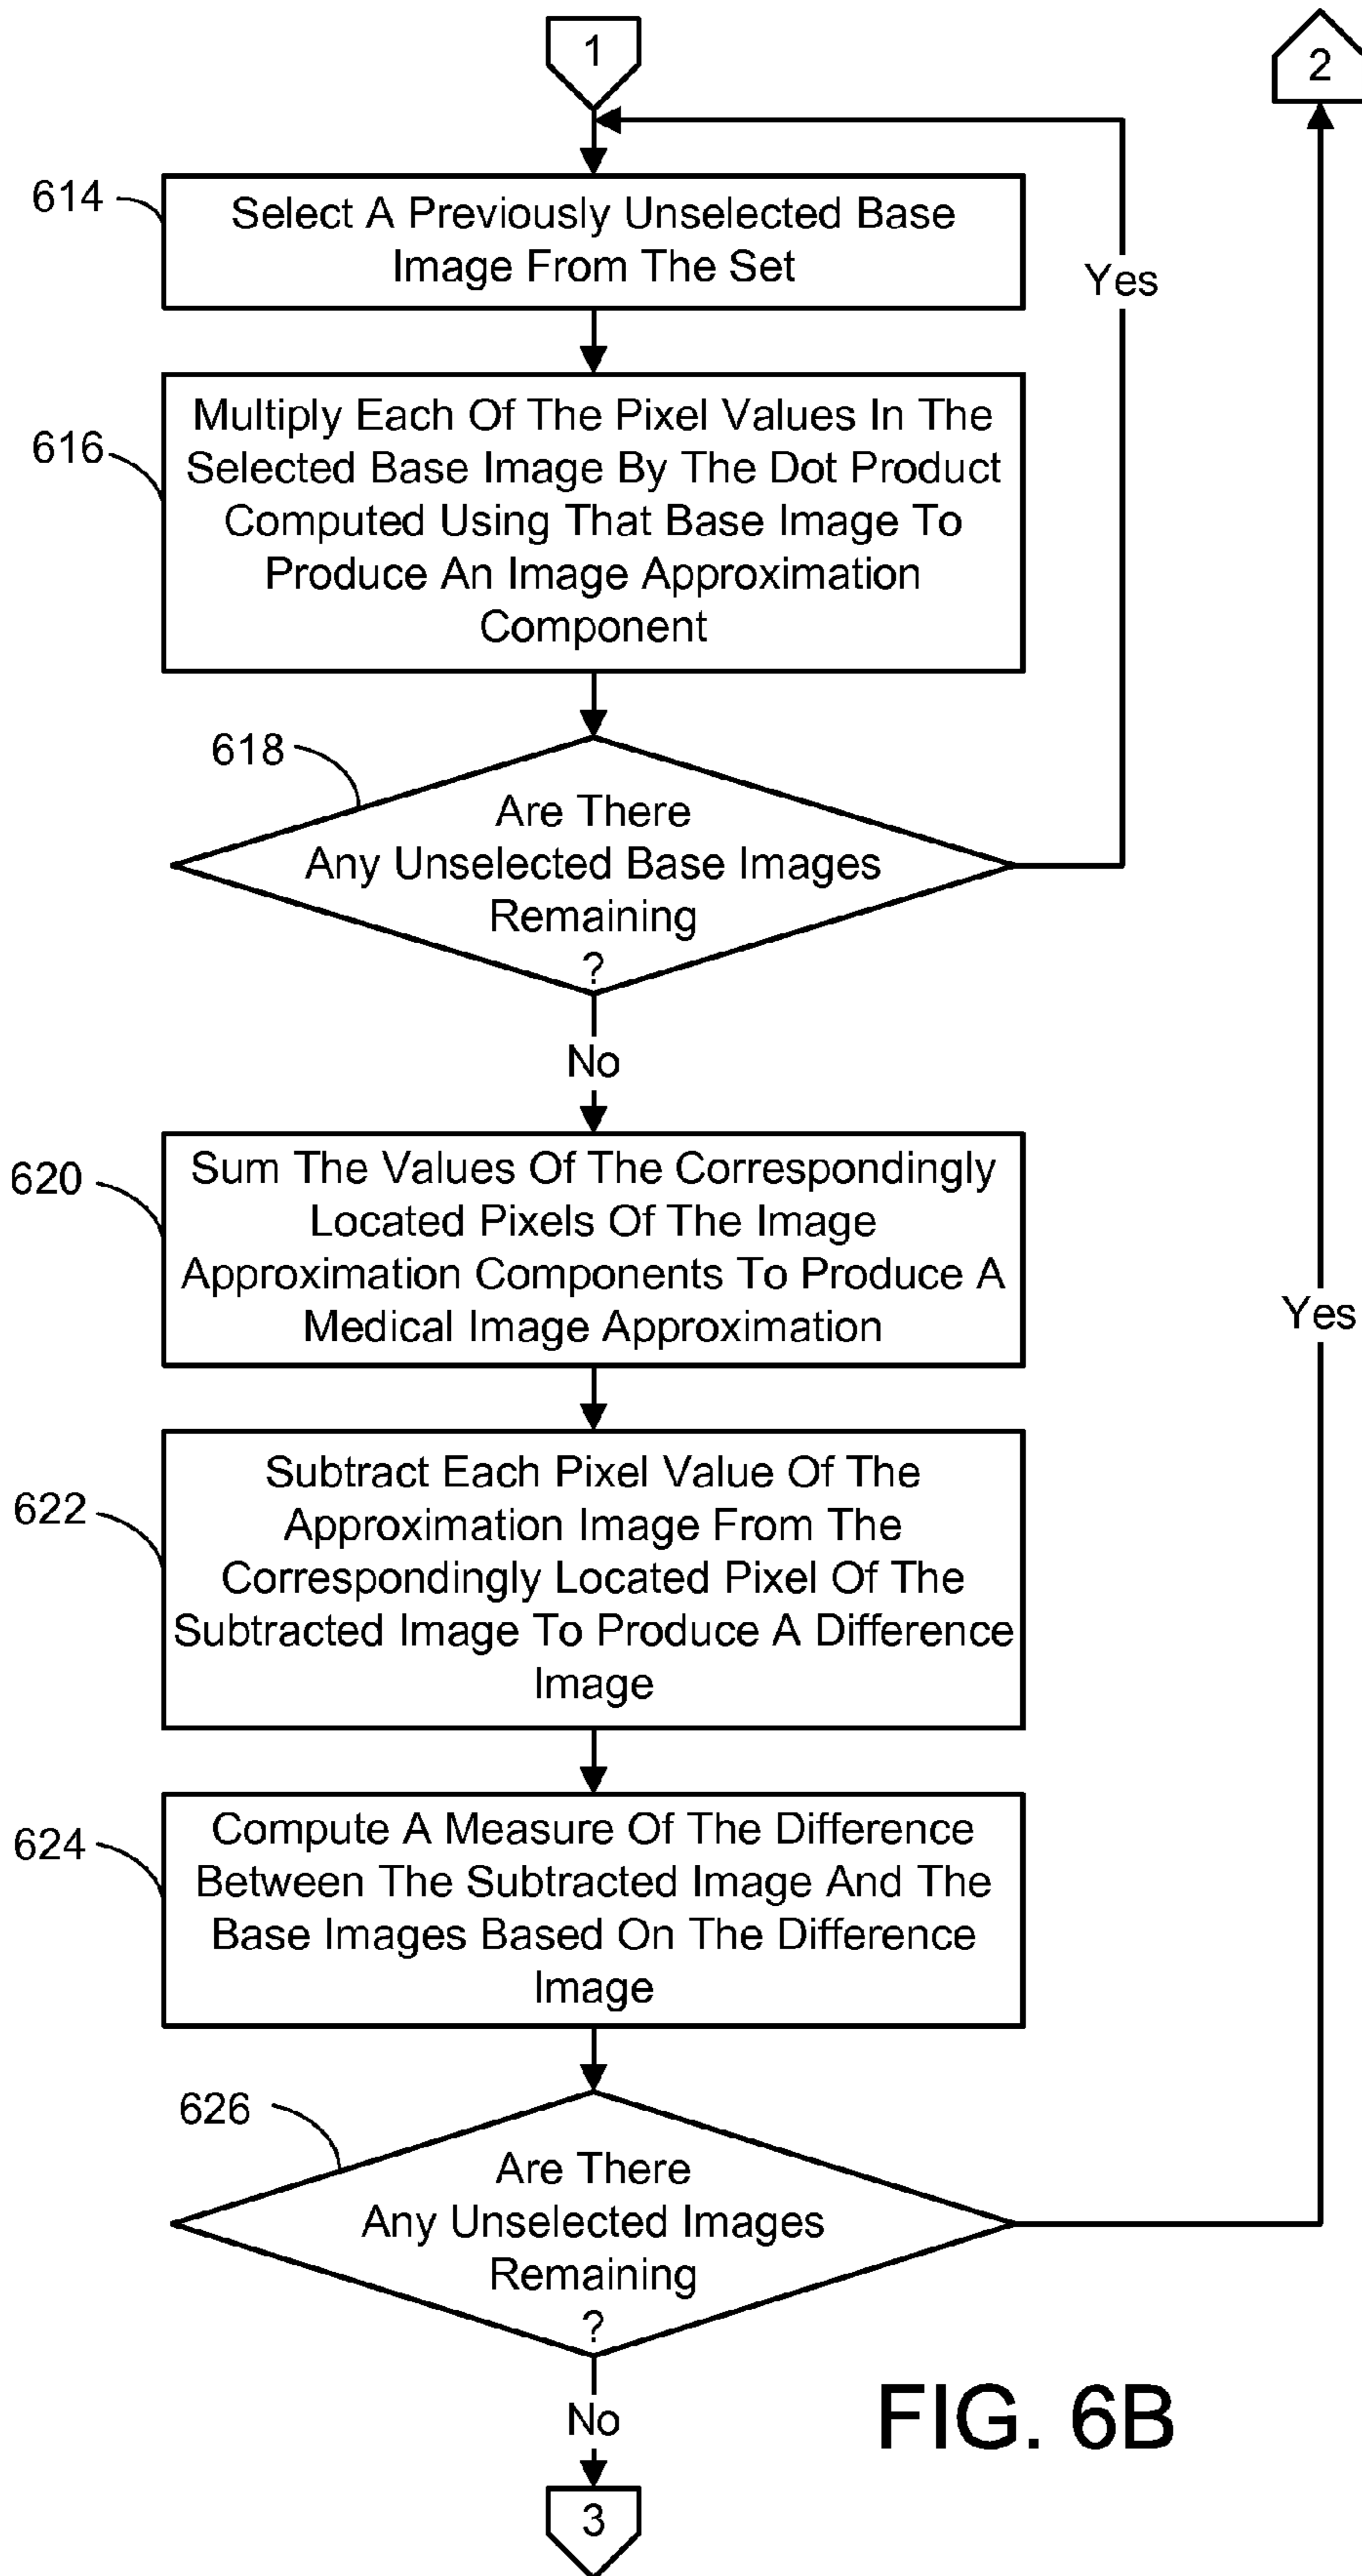 1
2
614
Select A Previously Unselected Base
Image From The Set
Yes
616
Multiply Each Of The Pixel Values In The
Selected Base Image By The Dot Product
Computed Using That Base Image To
Produce An Image Approximation
Component
618
Are There
Any Unselected Base Images
Remaining
?
No
620
Sum The Values Of The Correspondingly
Located Pixels Of The Image
Approximation Components To Produce A
Medical Image Approximation
Yes
622
Subtract Each Pixel Value Of The
Approximation Image From The
Correspondingly Located Pixel Of The
Subtracted Image To Produce A Difference
Image
624
Compute A Measure Of The Difference
Between The Subtracted Image And The
Base Images Based On The Difference
Image
626
Are There
Any Unselected Images
Remaining
?
No
FIG. 6B
3